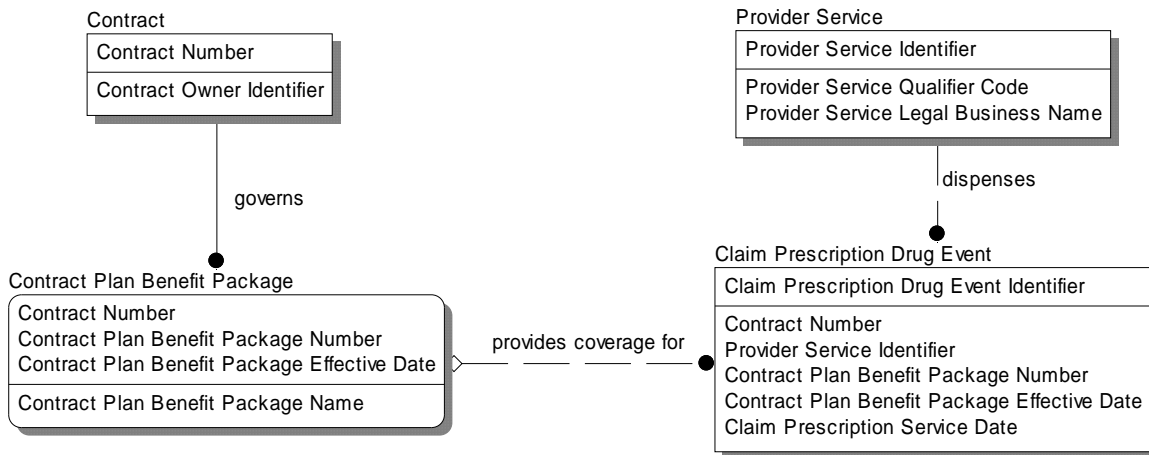 Contract
Contract Number
Contract Owner Identifier
Provider Service
Provider Service Identifier
Provider Service Qualifier Code
Provider Service Legal Business Name
governs
dispenses
Contract Plan Benefit Package
Contract Number
Contract Plan Benefit Package Number
Contract Plan Benefit Package Effective Date
Contract Plan Benefit Package Name
provides coverage for
Claim Prescription Drug Event
Claim Prescription Drug Event Identifier
Contract Number
Provider Service Identifier
Contract Plan Benefit Package Number
Contract Plan Benefit Package Effective Date
Claim Prescription Service Date